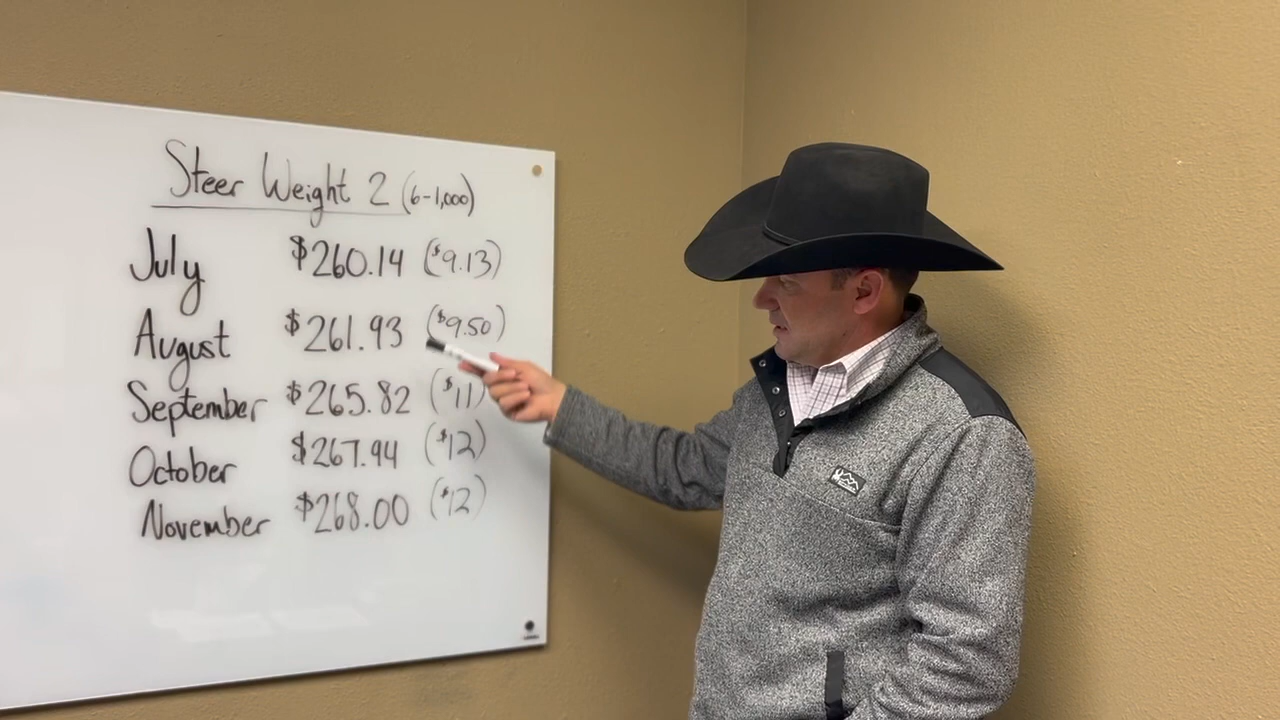 Steer Weight 2 (6-1,000)
July $260.14 ($9.13)
August $261.93 ($9.50)
September $265.82 ($11)
October $267.94 ($12)
November $268.00 ($12)